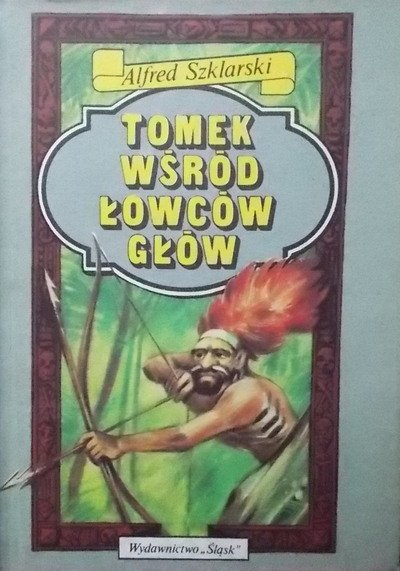 Alfred Szklarski
TOMEK
WŚRÓD
ŁOWCÓW
GŁÓW
Wydawnictwo „Śląsk”